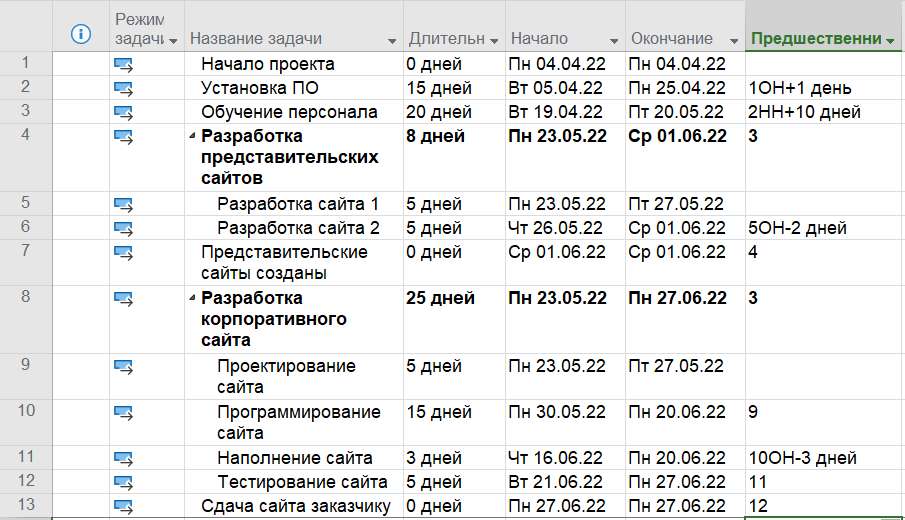 Режим задачи Название задачи Длительн Начало Окончание Предшественни
1 Начало проекта 0 дней Пн 04.04.22 Пн 04.04.22
2 Установка ПО 15 дней Вт 05.04.22 Пн 25.04.22 1ОН+1 день
3 Обучение персонала 20 дней Вт 19.04.22 Пт 20.05.22 2НН+10 дней
4 Разработка 8 дней Пн 23.05.22 Ср 01.06.22 3
представительских
сайтов
5 Разработка сайта 1 5 дней Пн 23.05.22 Пт 27.05.22
6 Разработка сайта 2 5 дней Чт 26.05.22 Ср 01.06.22 5ОН-2 дней
7 Представительские 0 дней Ср 01.06.22 Ср 01.06.22 4
сайты созданы
8 Разработка 25 дней Пн 23.05.22 Пн 27.06.22 3
корпоративного
сайта
9 Проектирование 5 дней Пн 23.05.22 Пт 27.05.22
сайта
10 Программирование 15 дней Пн 30.05.22 Пн 20.06.22 9
сайта
11 Наполнение сайта 3 дней Чт 16.06.22 Пн 20.06.22 10ОН-3 дней
12 Тестирование сайта 5 дней Вт 21.06.22 Пн 27.06.22 11
13 Сдача сайта заказчику 0 дней Пн 27.06.22 Пн 27.06.22 12